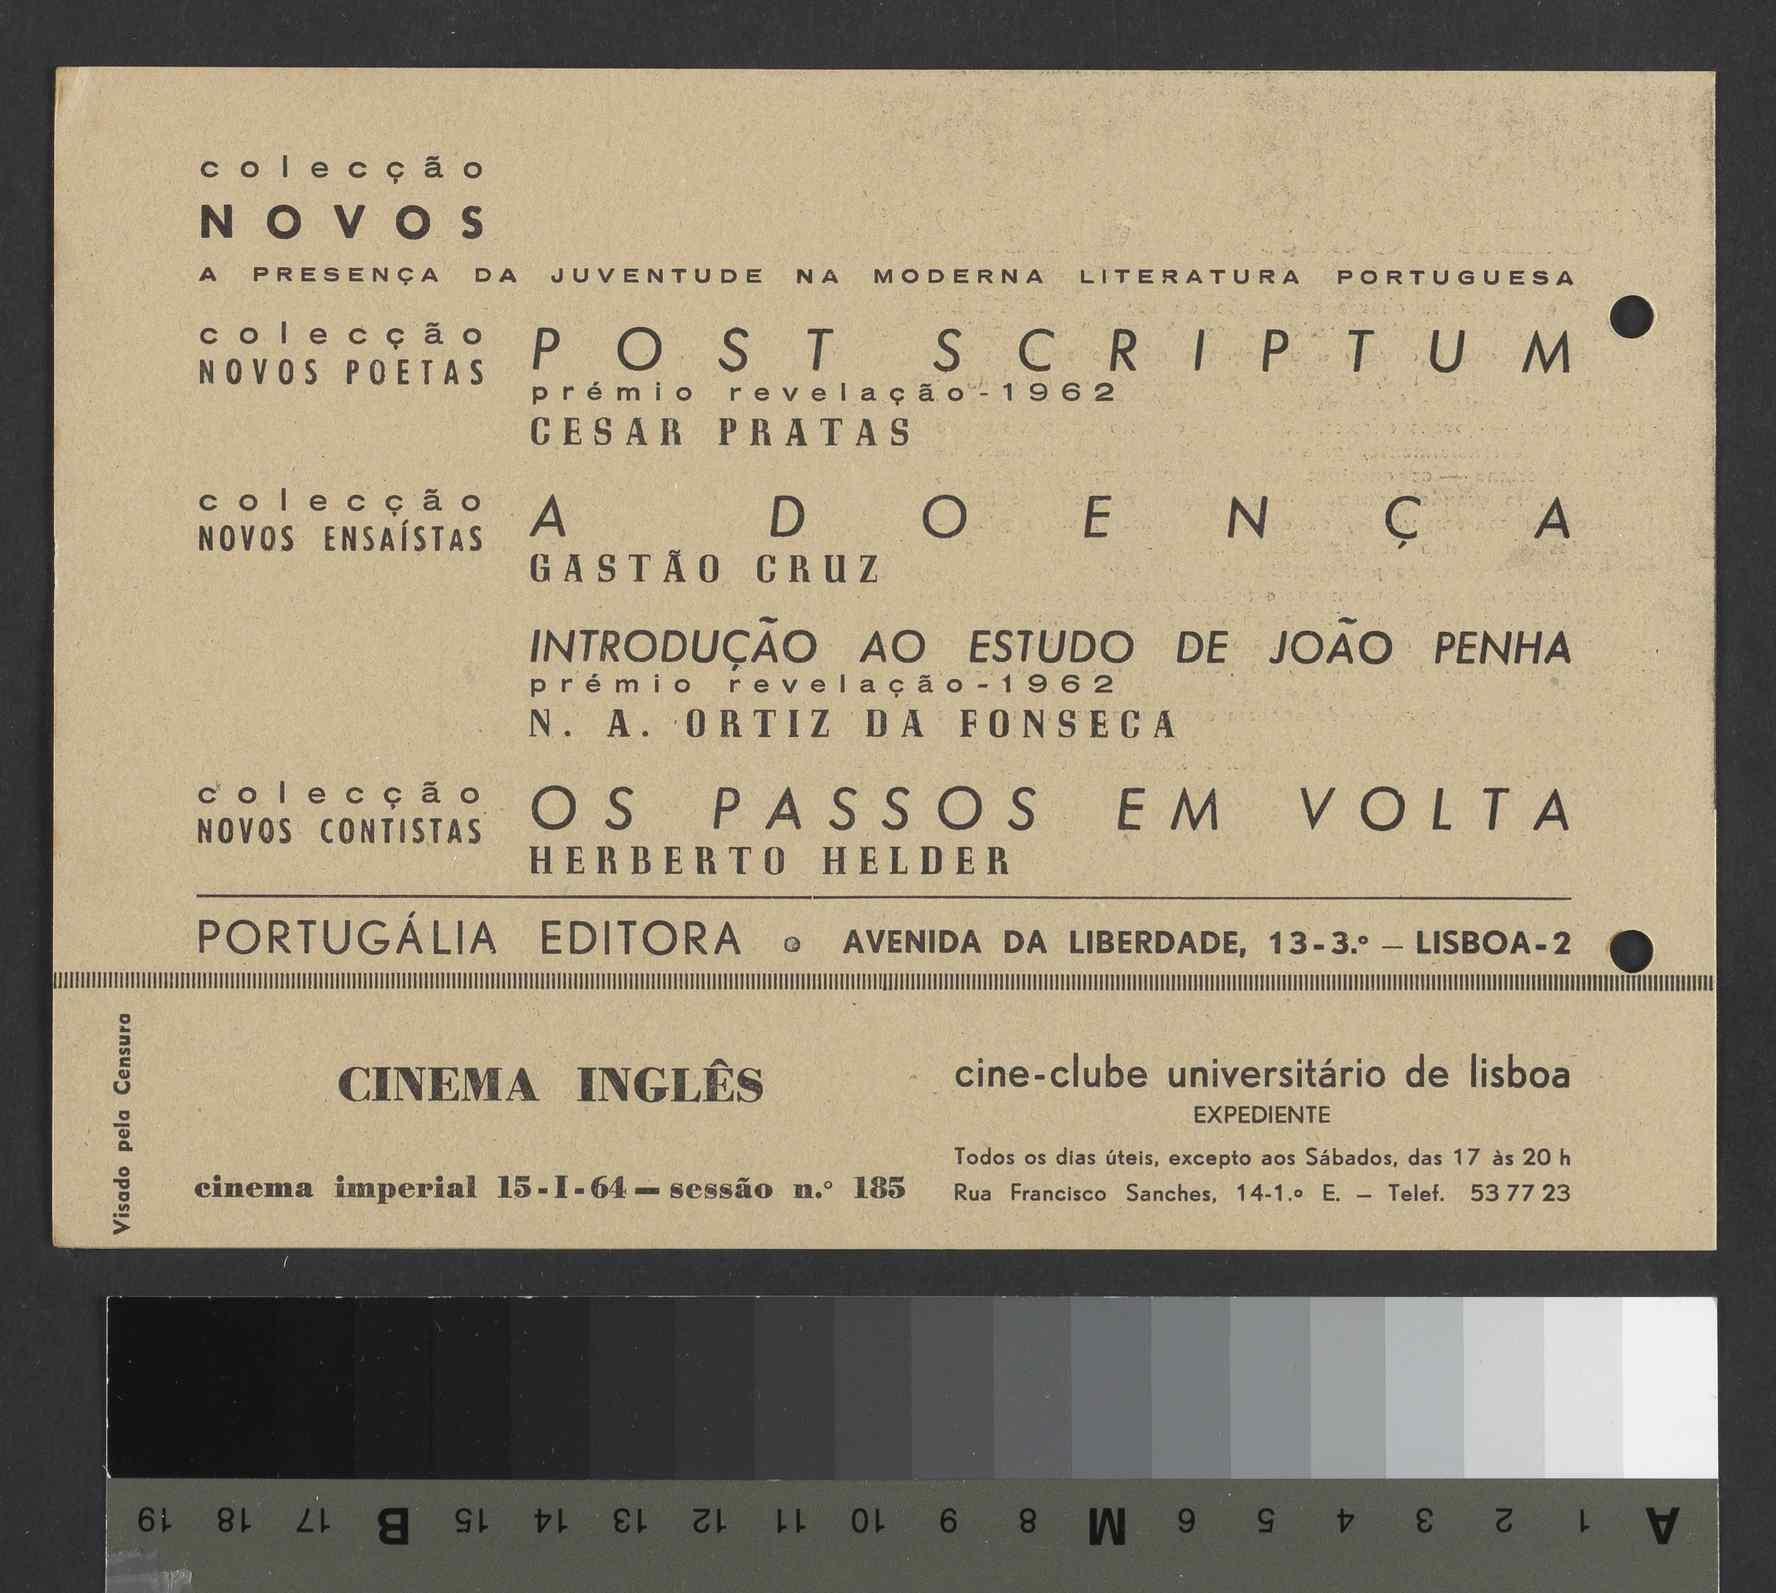 colecção
NOVOS
A PRESENÇA DA JUVENTUDE NA MODERNA LITERATURA PORTUGUESA
colecção
NOVOS POETAS
POST SCRIPTUM
prémio revelação-1962
CESAR PRATAS
colecção
NOVOS ENSAÍSTAS
A DOENÇA
GASTÃO CRUZ
INTRODUÇÃO AO ESTUDO DE JOÃO PENHA
prémio revelação-1962
N. A. ORTIZ DA FONSECA
colecção
NOVOS CONTISTAS
OS PASSOS EM VOLTA
HERBERTO HELDER
PORTUGÁLIA EDITORA • AVENIDA DA LIBERDADE, 13-3.º — LISBOA-2
Visado pela Censura
CINEMA INGLÊS
cinema imperial 15-I-64 — sessão n.º 185
cine-clube universitário de lisboa
EXPEDIENTE
Todos os dias úteis, excepto aos Sábados, das 17 às 20 h
Rua Francisco Sanches, 14-1.º E. — Telef. 53 77 23
A 1 2 3 4 5 6 M 8 9 10 11 12 13 14 15 B 17 18 19